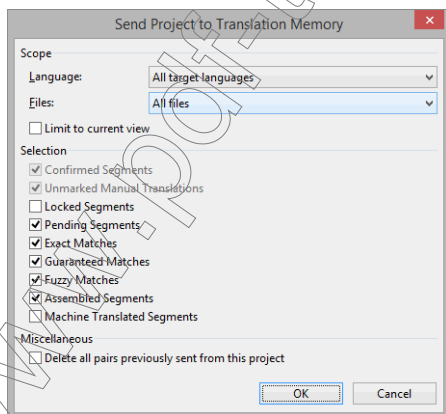 Send Project to Translation Memory
Scope
Language: All target languages
Files: All files
Limit to current view
Selection
Confirmed Segments
Unmarked Manual Translations
Locked Segments
Pending Segments
Exact Matches
Guaranteed Matches
Fuzzy Matches
Assembled Segments
Machine Translated Segments
Miscellaneous
Delete all pairs previously sent from this project
OK Cancel
www.pdf-